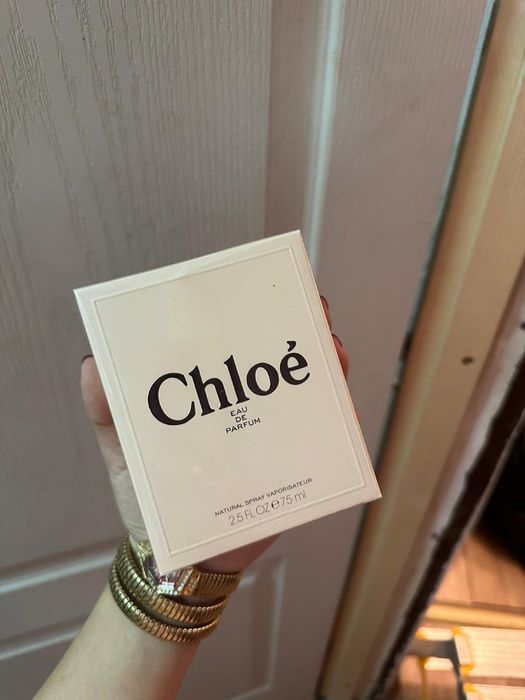 Chloé
EAU
DE
PARFUM
NATURAL SPRAY VAPORISATEUR
2.5 FL OZ ℮ 75 ml